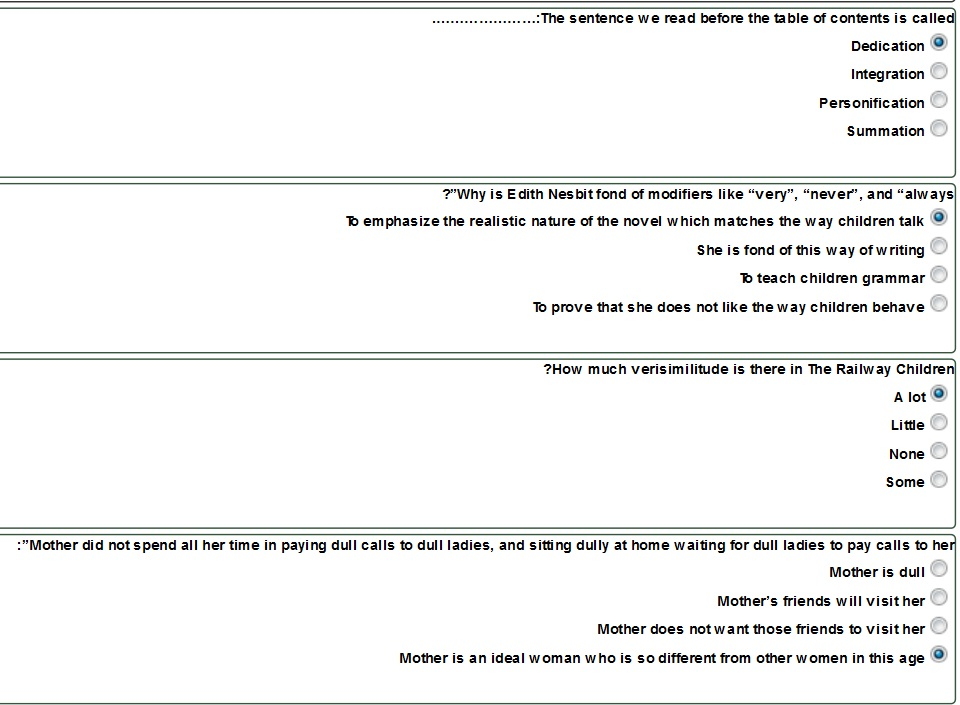 The sentence we read before the table of contents is called:…………………..
Dedication
Integration
Personification
Summation
Why is Edith Nesbit fond of modifiers like “very”, “never”, and “always”?
To emphasize the realistic nature of the novel which matches the way children talk
She is fond of this way of writing
To teach children grammar
To prove that she does not like the way children behave
How much verisimilitude is there in The Railway Children?
A lot
Little
None
Some
Mother did not spend all her time in paying dull calls to dull ladies, and sitting dully at home waiting for dull ladies to pay calls to her”:
Mother is dull
Mother’s friends will visit her
Mother does not want those friends to visit her
Mother is an ideal woman who is so different from other women in this age